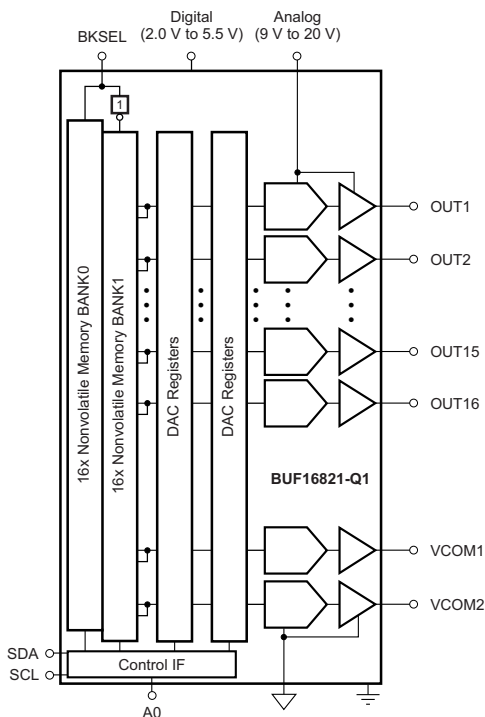 Digital
(2.0 V to 5.5 V)
Analog
(9 V to 20 V)
BKSEL
1
16x Nonvolatile Memory BANK0
16x Nonvolatile Memory BANK1
DAC Registers
DAC Registers
OUT1
OUT2
OUT15
OUT16
BUF16821-Q1
VCOM1
VCOM2
SDA
SCL
Control IF
A0